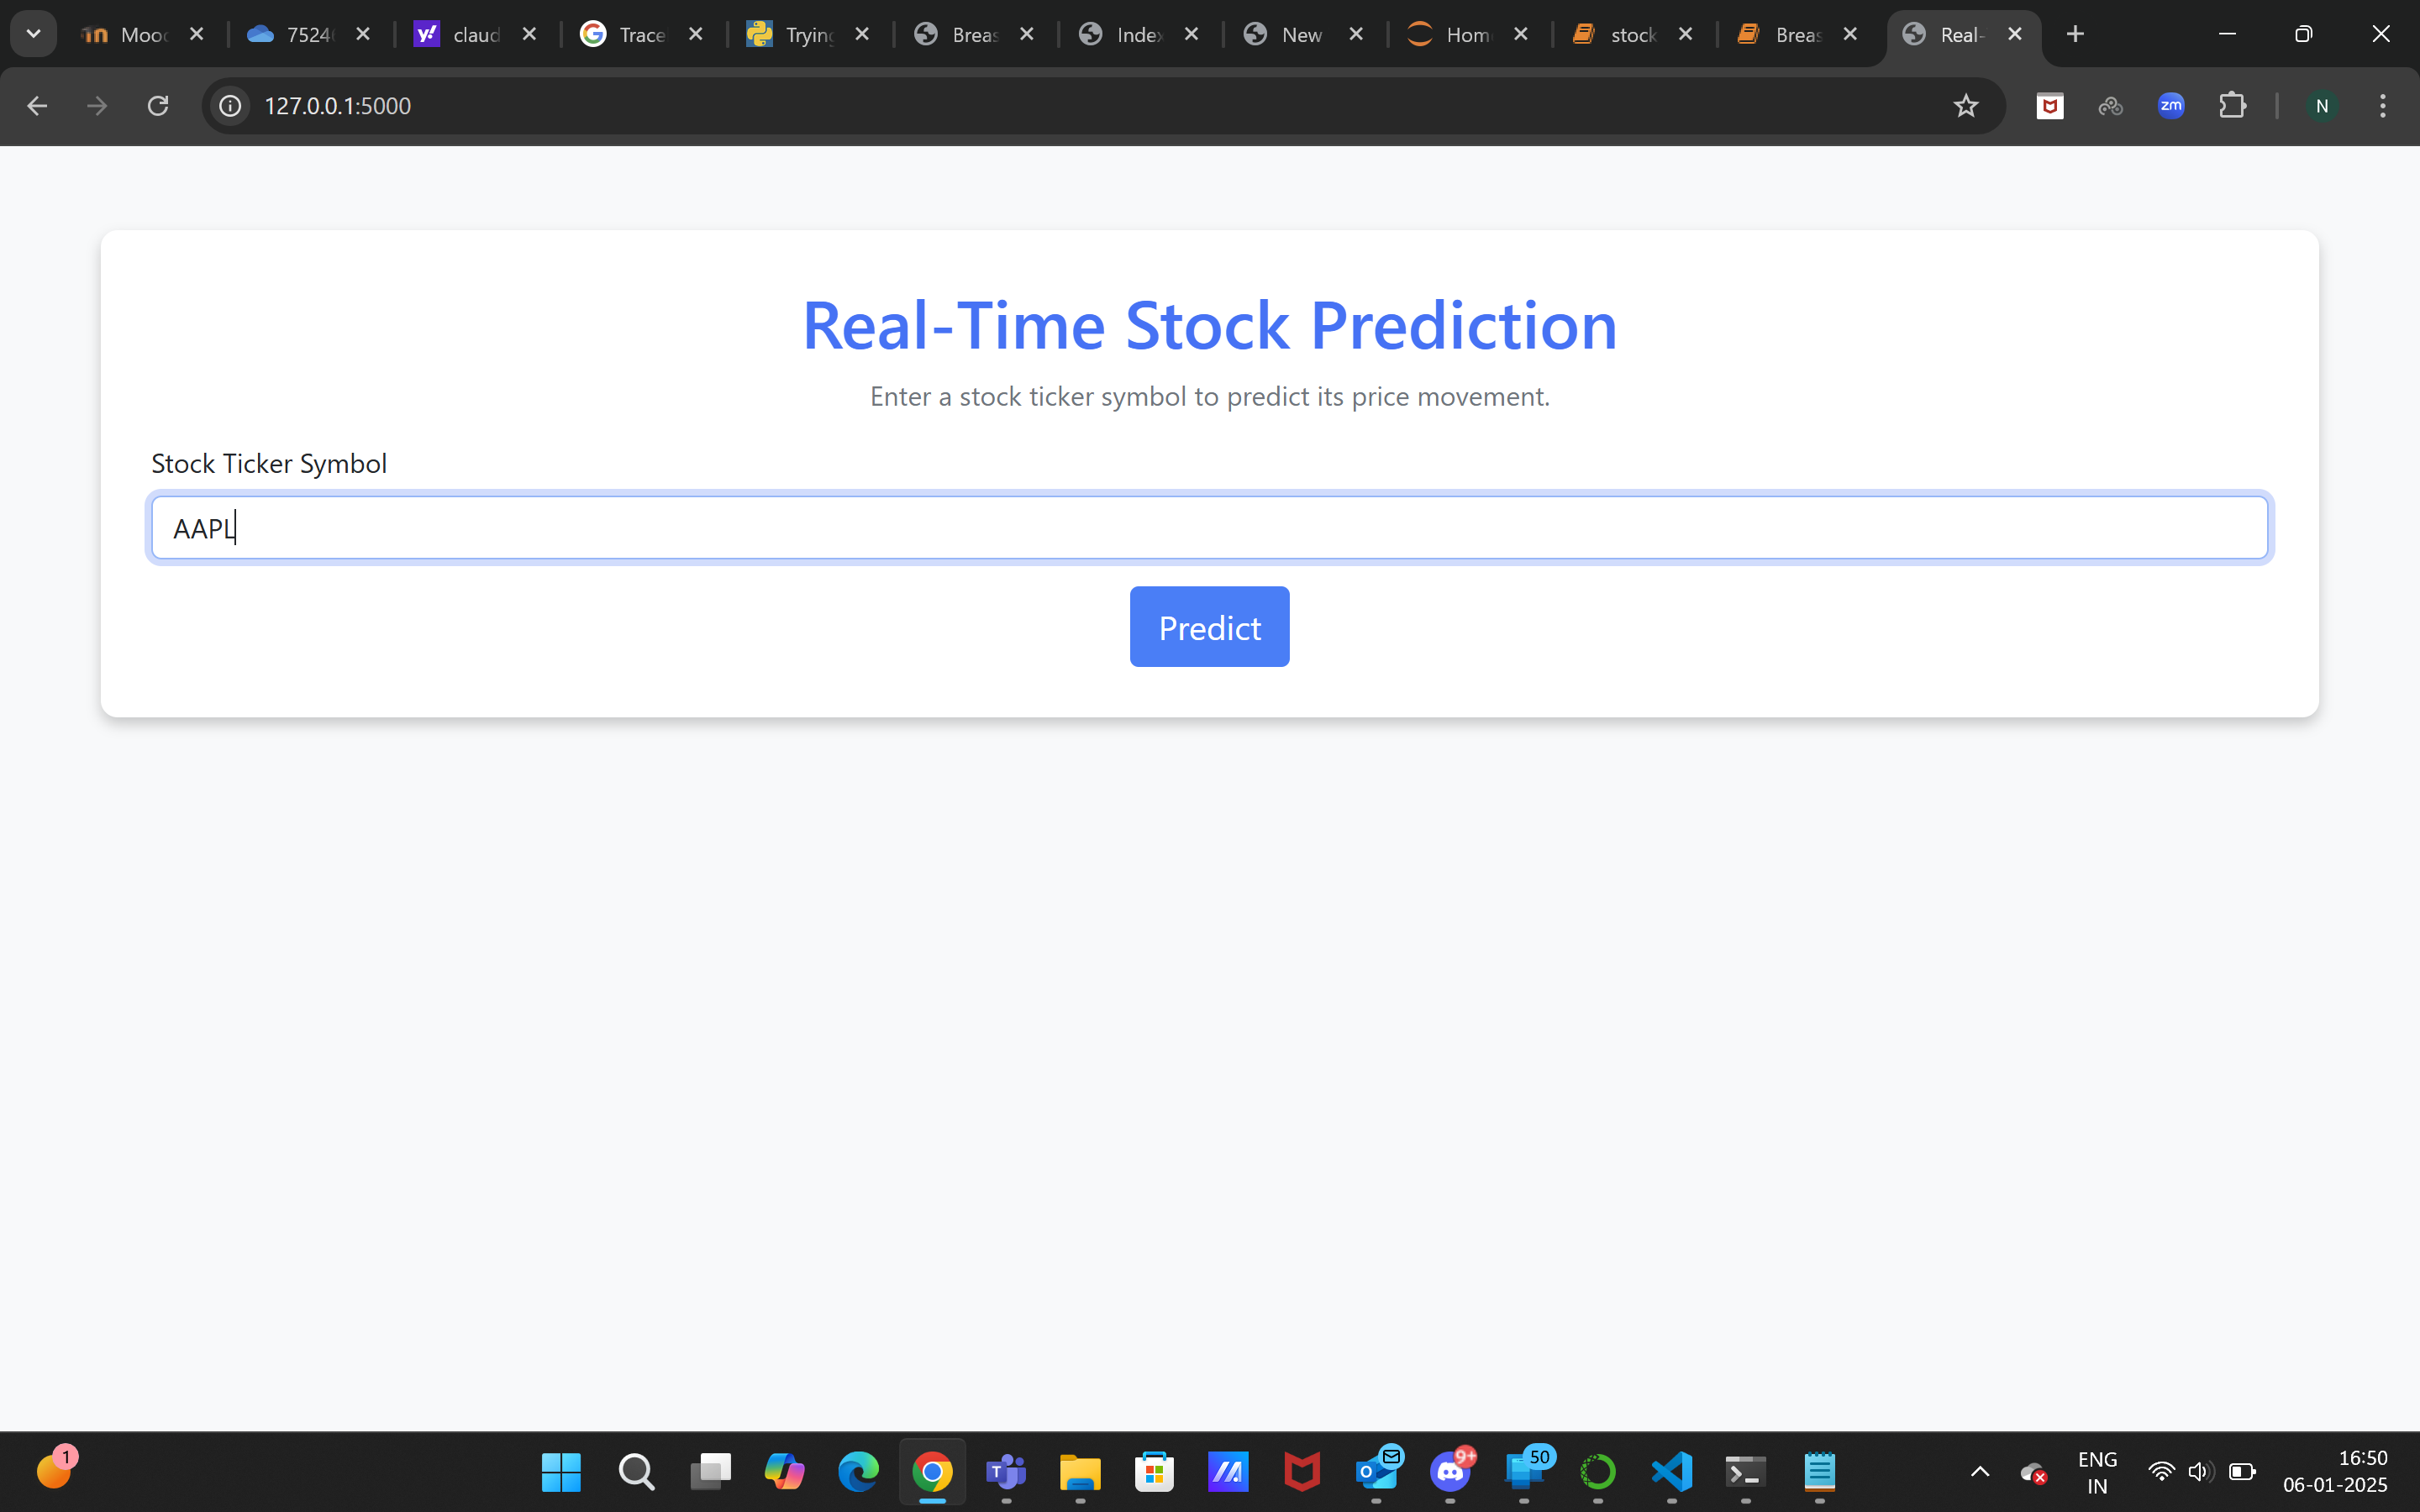 Mooc
7524
claud
Trace
Trying
Breas
Index
New
Hom
stock
Breas
Real-
127.0.0.1:5000
zm
N
Real-Time Stock Prediction
Enter a stock ticker symbol to predict its price movement.
Stock Ticker Symbol
AAPL
Predict
1
9+
50
ENG
IN
16:50
06-01-2025